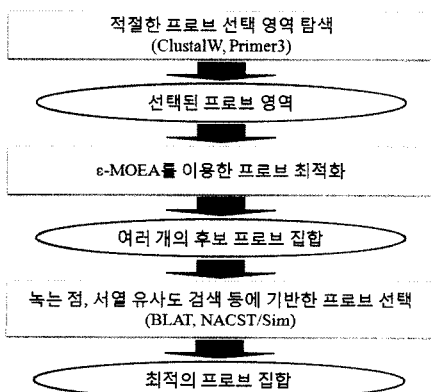 적절한 프로브 선택 영역 탐색
(ClustalW, Primer3)
선택된 프로브 영역
ε-MOEA를 이용한 프로브 최적화
여러 개의 후보 프로브 집합
녹는 점, 서열 유사도 검색 등에 기반한 프로브 선택
(BLAT, NACST/Sim)
최적의 프로브 집합